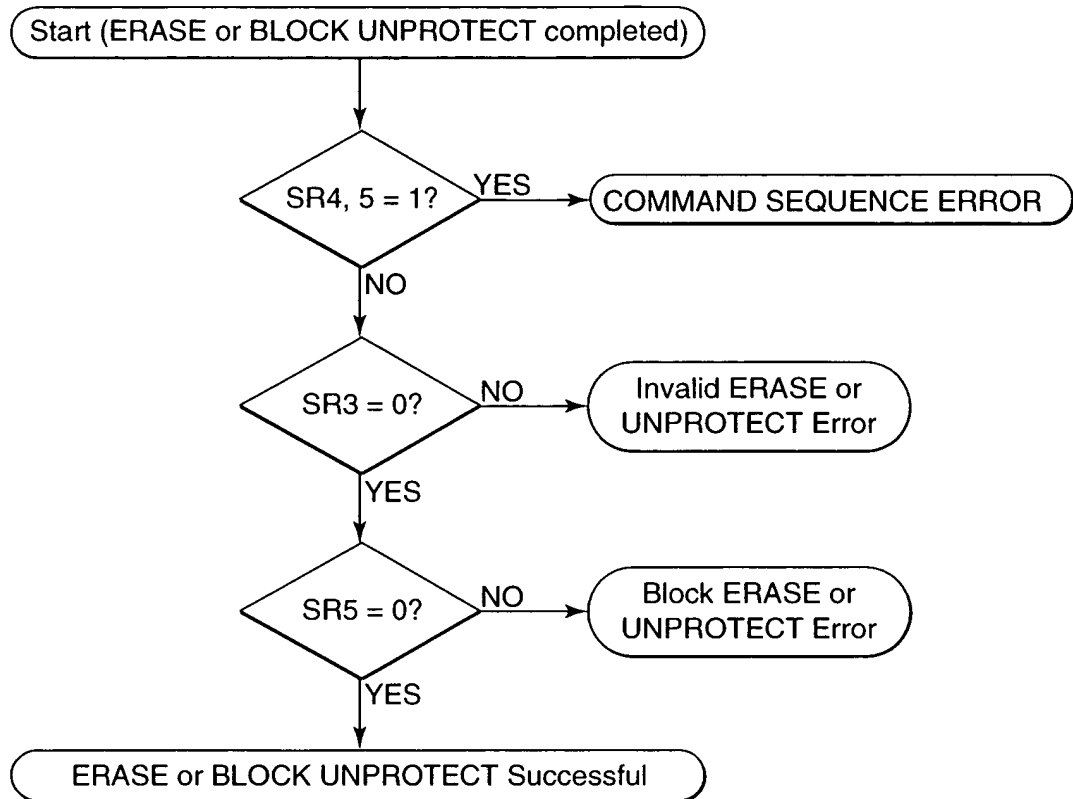 Start (ERASE or BLOCK UNPROTECT completed)
SR4, 5 = 1?
YES
COMMAND SEQUENCE ERROR
NO
SR3 = 0?
NO
Invalid ERASE or
UNPROTECT Error
YES
SR5 = 0?
NO
Block ERASE or
UNPROTECT Error
YES
ERASE or BLOCK UNPROTECT Successful